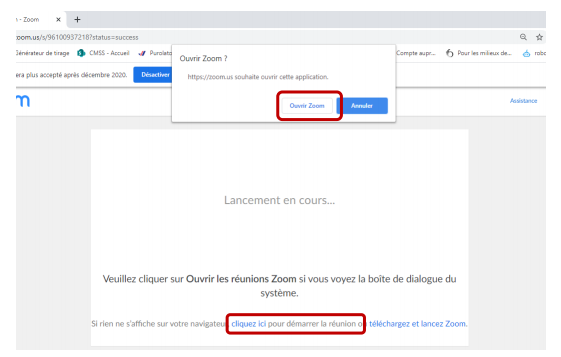 n - Zoom
oom.us/s/96100937218?status=success
Générateur de tirage CMSS - Accueil Purolato
Compte aupr... Pour les milieux de... robo
Ouvrir Zoom ?
https://zoom.us souhaite ouvrir cette application.
Ouvrir Zoom Annuler
era plus accepté après décembre 2020. Désactiver
m
Assistance
Lancement en cours...
Veuillez cliquer sur Ouvrir les réunions Zoom si vous voyez la boîte de dialogue du
système.
Si rien ne s'affiche sur votre navigateur, cliquez ici pour démarrer la réunion ou téléchargez et lancez Zoom.